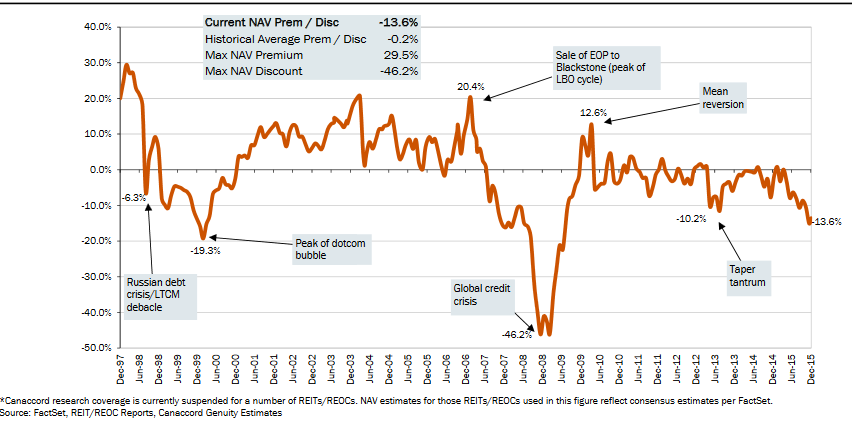 Current NAV Prem / Disc -13.6%
Historical Average Prem / Disc -0.2%
Max NAV Premium 29.5%
Max NAV Discount -46.2%
40.0%
30.0%
20.0%
10.0%
0.0%
-10.0%
-20.0%
-30.0%
-40.0%
-50.0%
-6.3%
Russian debt
crisis/LTCM
debacle
-19.3%
Peak of dotcom
bubble
20.4%
Sale of EOP to
Blackstone (peak of
LBO cycle)
Global credit
crisis
-46.2%
12.6%
Mean
reversion
-10.2%
Taper
tantrum
-13.6%
Dec-97
Jun-98
Dec-98
Jun-99
Dec-99
Jun-00
Dec-00
Jun-01
Dec-01
Jun-02
Dec-02
Jun-03
Dec-03
Jun-04
Dec-04
Jun-05
Dec-05
Jun-06
Dec-06
Jun-07
Dec-07
Jun-08
Dec-08
Jun-09
Dec-09
Jun-10
Dec-10
Jun-11
Dec-11
Jun-12
Dec-12
Jun-13
Dec-13
Jun-14
Dec-14
Jun-15
Dec-15
*Canaccord research coverage is currently suspended for a number of REITs/REOCs. NAV estimates for those REITs/REOCs used in this figure reflect consensus estimates per FactSet.
Source: FactSet, REIT/REOC Reports, Canaccord Genuity Estimates